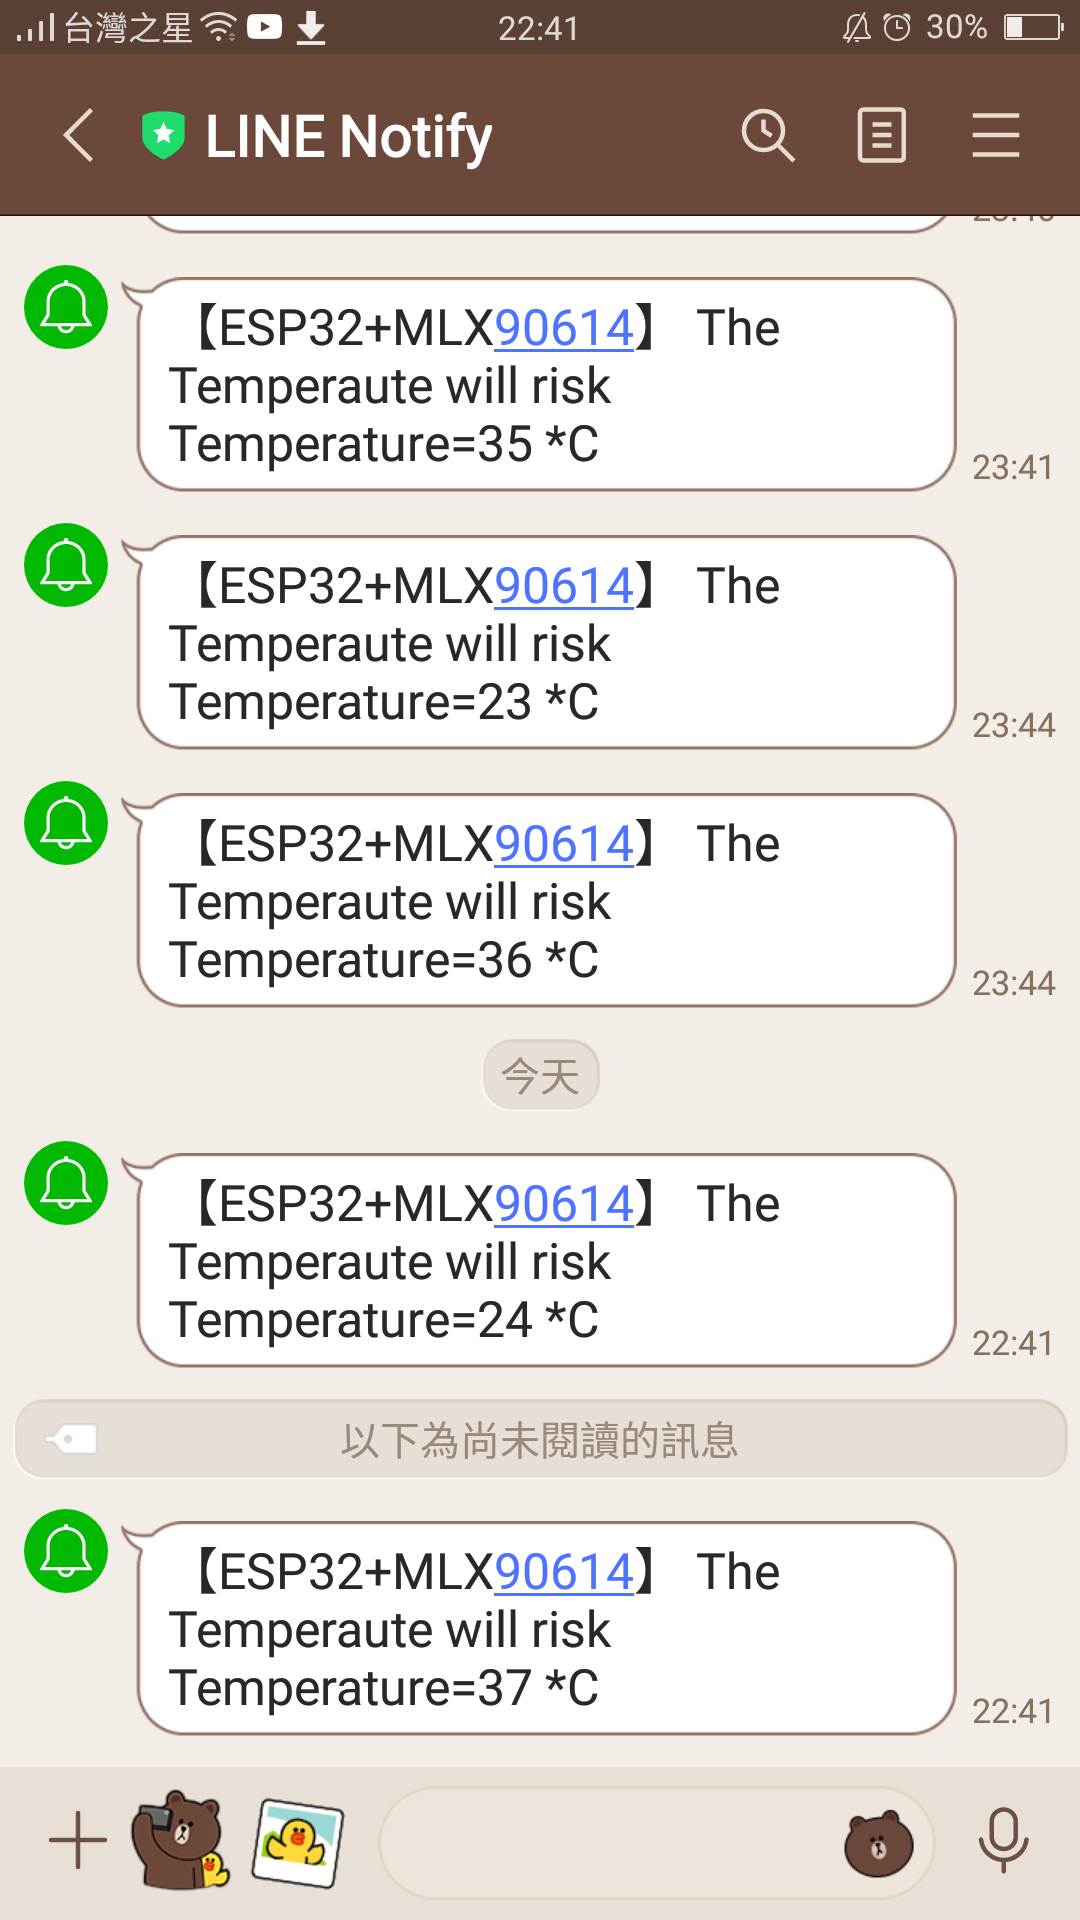 台灣之星 22:41 30%
LINE Notify
【ESP32+MLX90614】 The
Temperaute will risk
Temperature=35 *C
23:41
【ESP32+MLX90614】 The
Temperaute will risk
Temperature=23 *C
23:44
【ESP32+MLX90614】 The
Temperaute will risk
Temperature=36 *C
23:44
今天
【ESP32+MLX90614】 The
Temperaute will risk
Temperature=24 *C
22:41
以下為尚未閱讀的訊息
【ESP32+MLX90614】 The
Temperaute will risk
Temperature=37 *C
22:41